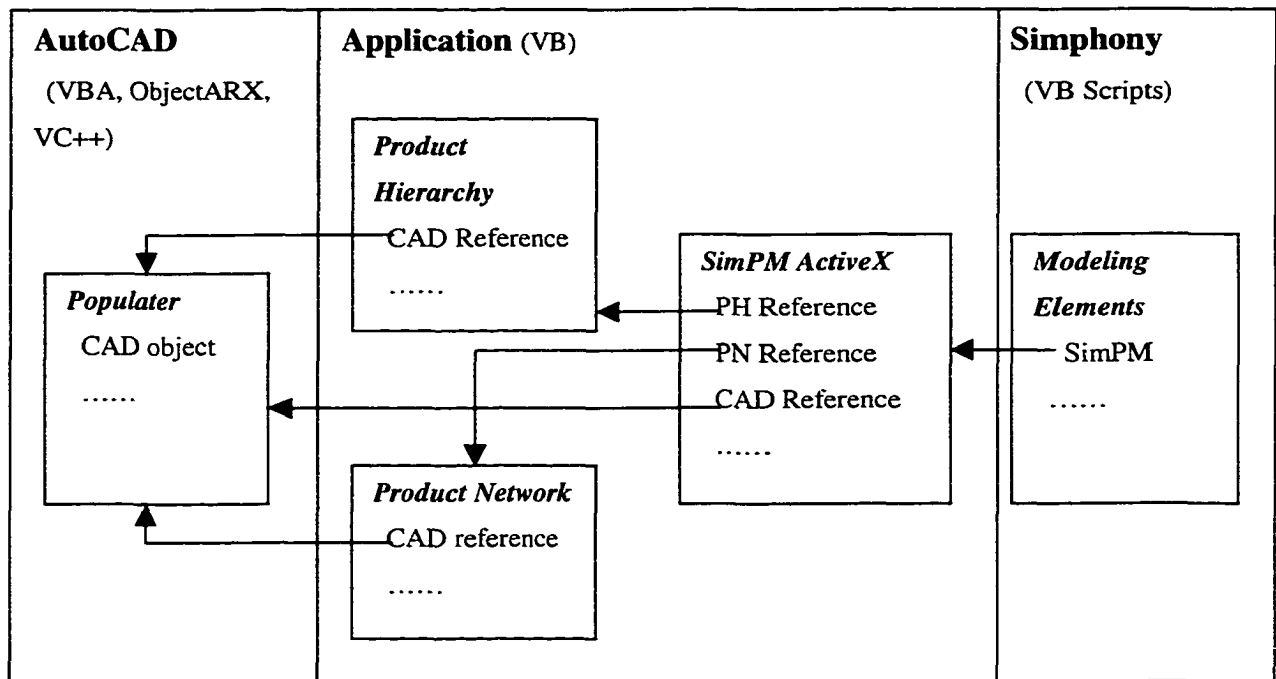 AutoCAD
(VBA, ObjectARX,
VC++)
Populater
CAD object
......
Application (VB)
Product
Hierarchy
CAD Reference
......
SimPM ActiveX
PH Reference
PN Reference
CAD Reference
......
Product Network
CAD reference
......
Simphony
(VB Scripts)
Modeling
Elements
SimPM
......